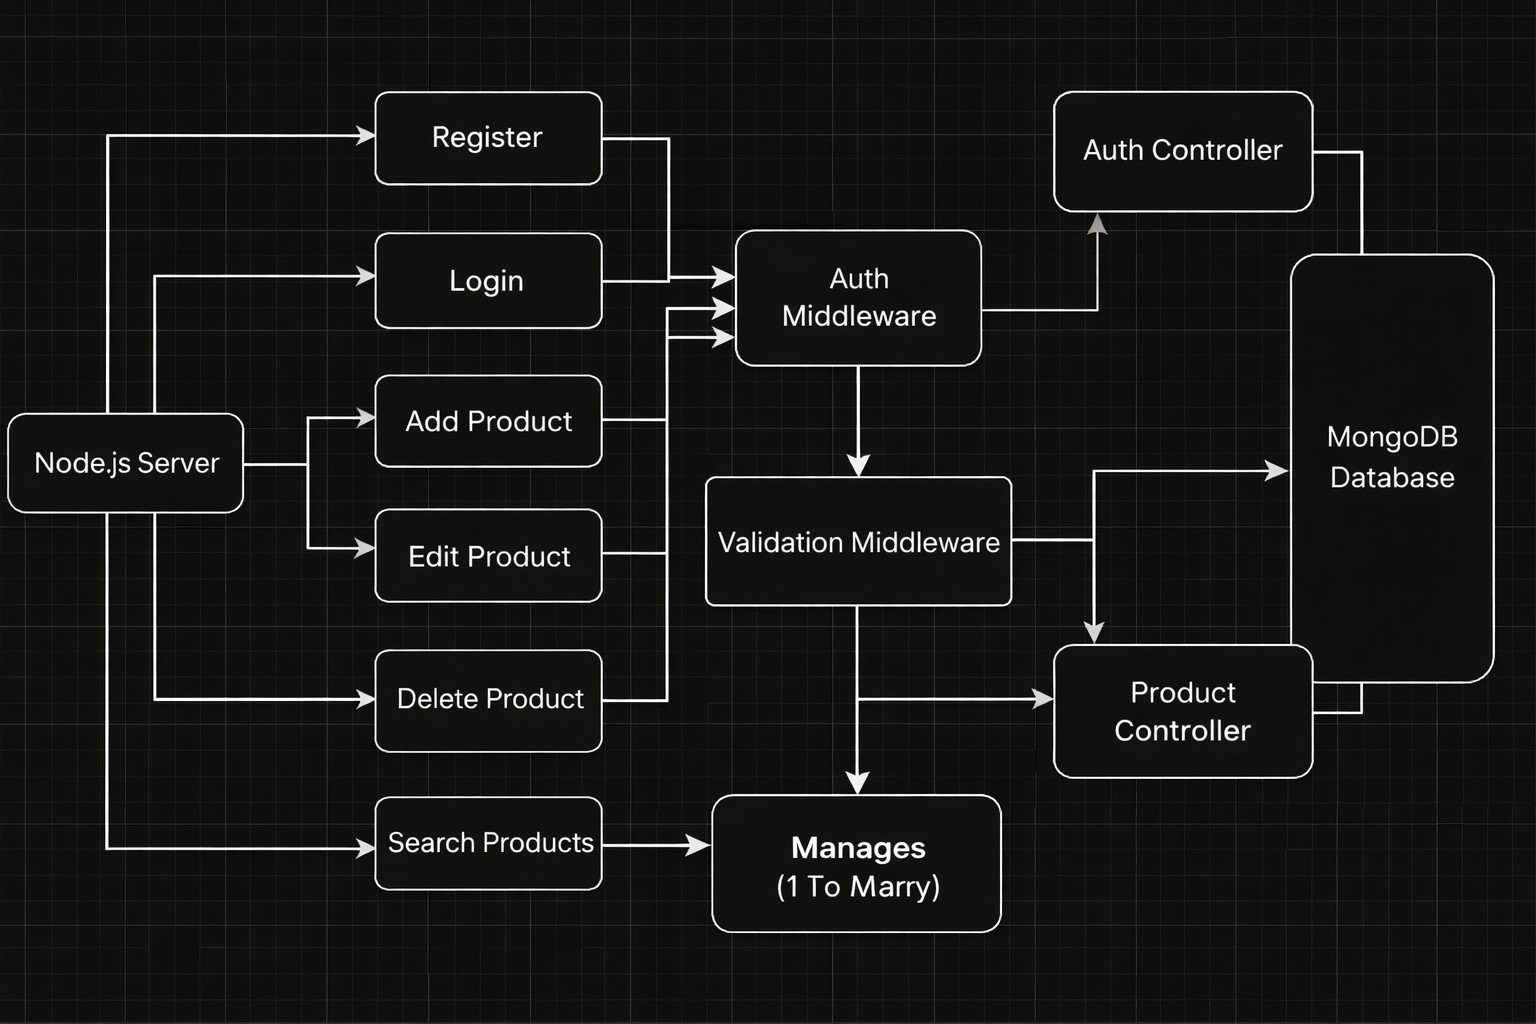 Register
Auth Controller
Login
Auth
Middleware
Add Product
Node.js Server
MongoDB
Database
Edit Product
Validation Middleware
Delete Product
Product
Controller
Search Products
Manages
(1 To Marry)